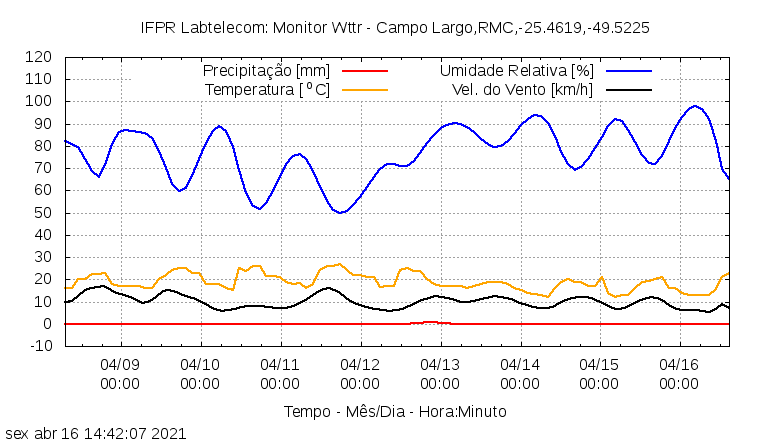 IFPR Labtelecom: Monitor Wttr - Campo Largo,RMC,-25.4619,-49.5225
Precipitação [mm] Umidade Relativa [%]
Temperatura [⁰C] Vel. do Vento [km/h]
120
110
100
90
80
70
60
50
40
30
20
10
0
-10
04/09 04/10 04/11 04/12 04/13 04/14 04/15 04/16
00:00 00:00 00:00 00:00 00:00 00:00 00:00 00:00
Tempo - Mês/Dia - Hora:Minuto
sex abr 16 14:42:07 2021